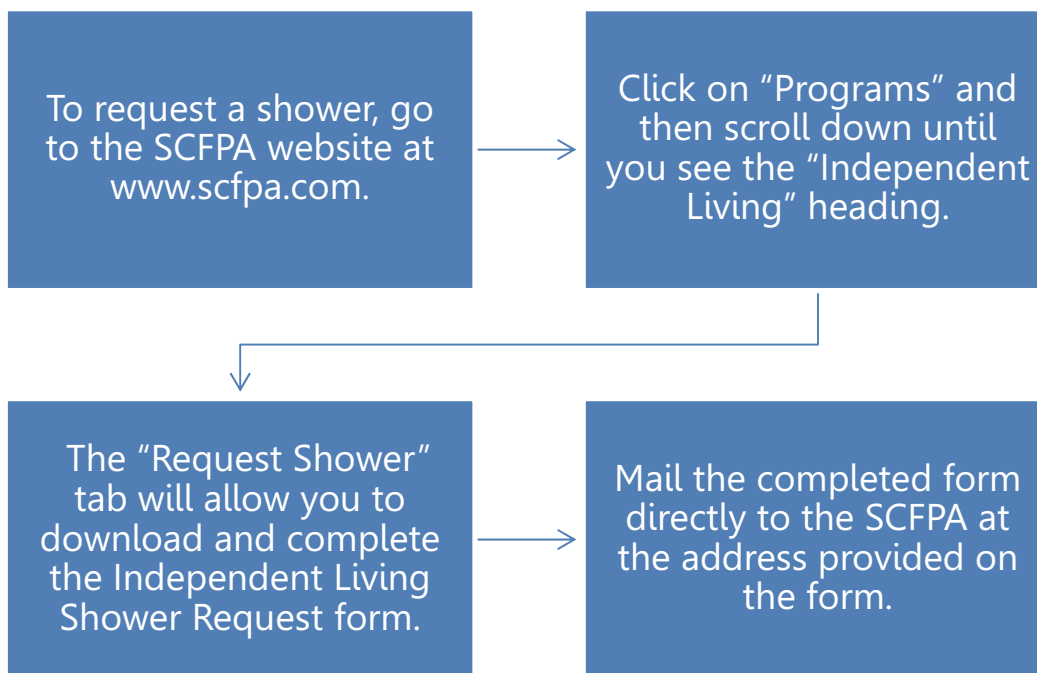 To request a shower, go
to the SCFPA website at
www.scfpa.com.
Click on “Programs” and
then scroll down until
you see the “Independent
Living” heading.
The “Request Shower”
tab will allow you to
download and complete
the Independent Living
Shower Request form.
Mail the completed form
directly to the SCFPA at
the address provided on
the form.